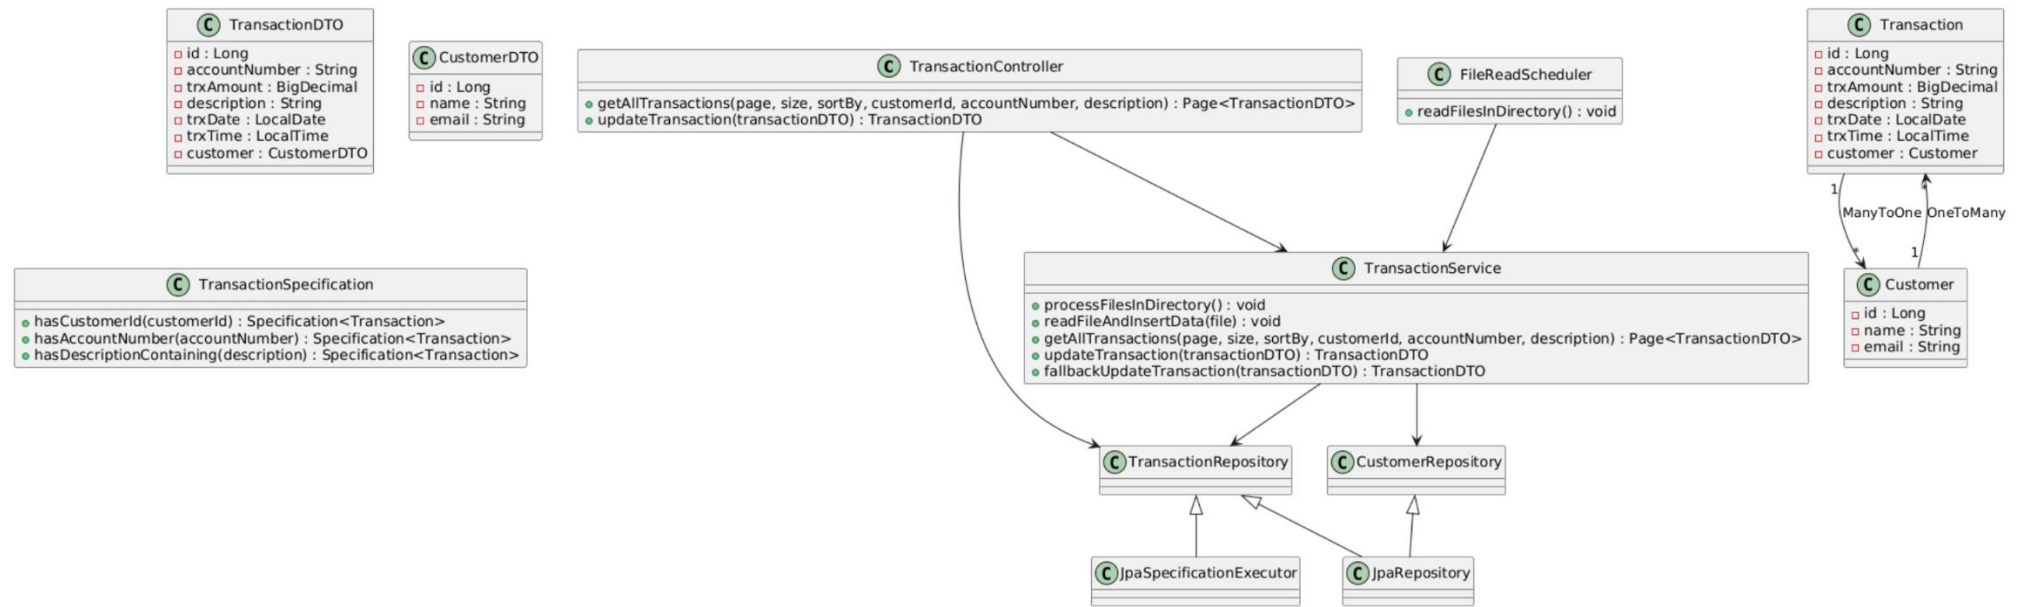 C TransactionDTO
id : Long
accountNumber : String
trxAmount : BigDecimal
description : String
trxDate : LocalDate
trxTime : LocalTime
customer : CustomerDTO
C CustomerDTO
id : Long
name : String
email : String
C TransactionController
getAllTransactions(page, size, sortBy, customerId, accountNumber, description) : Page<TransactionDTO>
updateTransaction(transactionDTO) : TransactionDTO
C FileReadScheduler
readFilesInDirectory() : void
C Transaction
id : Long
accountNumber : String
trxAmount : BigDecimal
description : String
trxDate : LocalDate
trxTime : LocalTime
customer : Customer
1 *
ManyToOne OneToMany
* 1
C TransactionSpecification
hasCustomerId(customerId) : Specification<Transaction>
hasAccountNumber(accountNumber) : Specification<Transaction>
hasDescriptionContaining(description) : Specification<Transaction>
C TransactionService
processFilesInDirectory() : void
readFileAndInsertData(file) : void
getAllTransactions(page, size, sortBy, customerId, accountNumber, description) : Page<TransactionDTO>
updateTransaction(transactionDTO) : TransactionDTO
fallbackUpdateTransaction(transactionDTO) : TransactionDTO
C Customer
id : Long
name : String
email : String
C TransactionRepository
C CustomerRepository
C JpaSpecificationExecutor
C JpaRepository